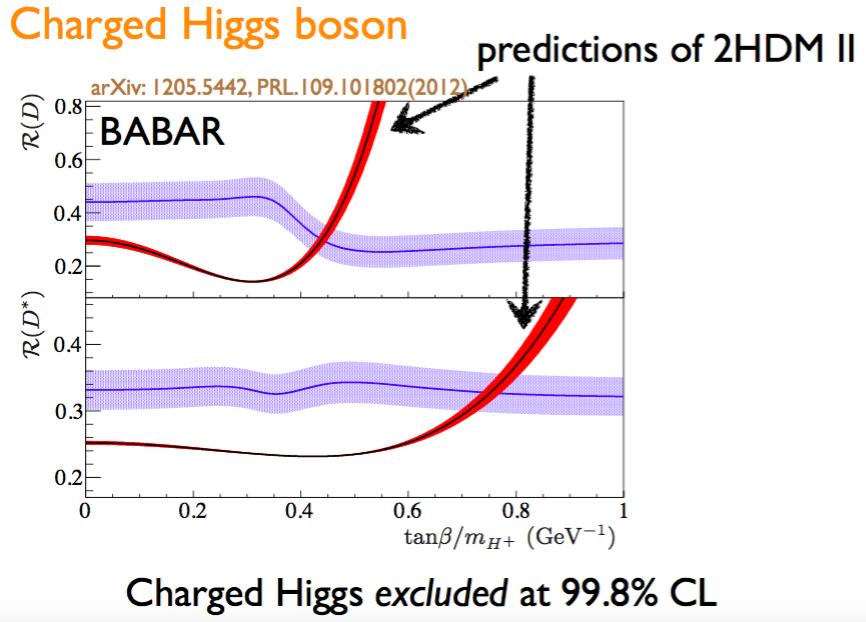 Charged Higgs boson
predictions of 2HDM II
arXiv: 1205.5442, PRL.109.101802(2012)
BABAR
R(D)
0.8
0.6
0.4
0.2
R(D*)
0.4
0.3
0.2
0 0.2 0.4 0.6 0.8 1
tanβ/m_H+ (GeV⁻¹)
Charged Higgs excluded at 99.8% CL